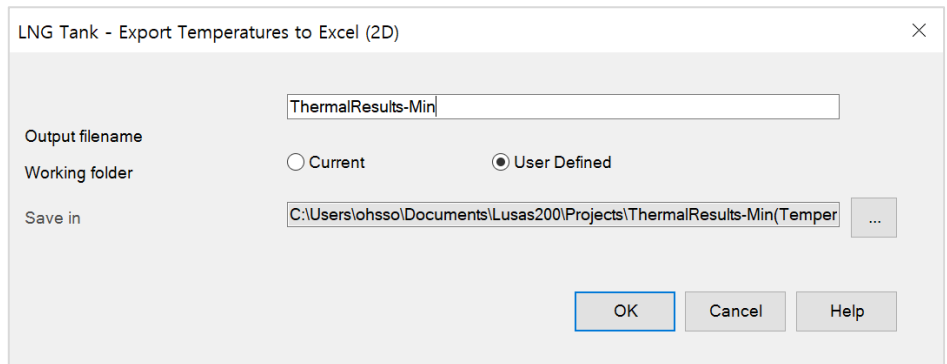 LNG Tank - Export Temperatures to Excel (2D)
ThermalResults-Min
Output filename
Working folder
Current
User Defined
Save in
C:\Users\ohsso\Documents\Lusas200\Projects\ThermalResults-Min(Temper
...
OK
Cancel
Help